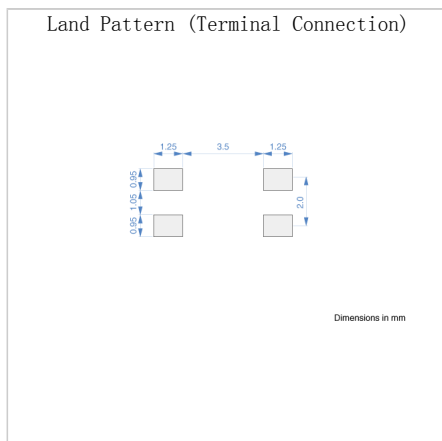 Land Pattern (Terminal Connection)
1.25 3.5 1.25
0.95
1.05
2.0
0.95
Dimensions in mm